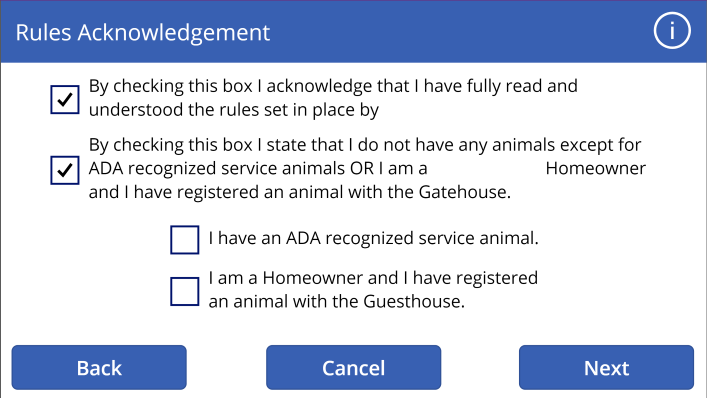 Rules Acknowledgement
i
By checking this box I acknowledge that I have fully read and
understood the rules set in place by
By checking this box I state that I do not have any animals except for
ADA recognized service animals OR I am a Homeowner
and I have registered an animal with the Gatehouse.
I have an ADA recognized service animal.
I am a Homeowner and I have registered
an animal with the Guesthouse.
Back Cancel Next